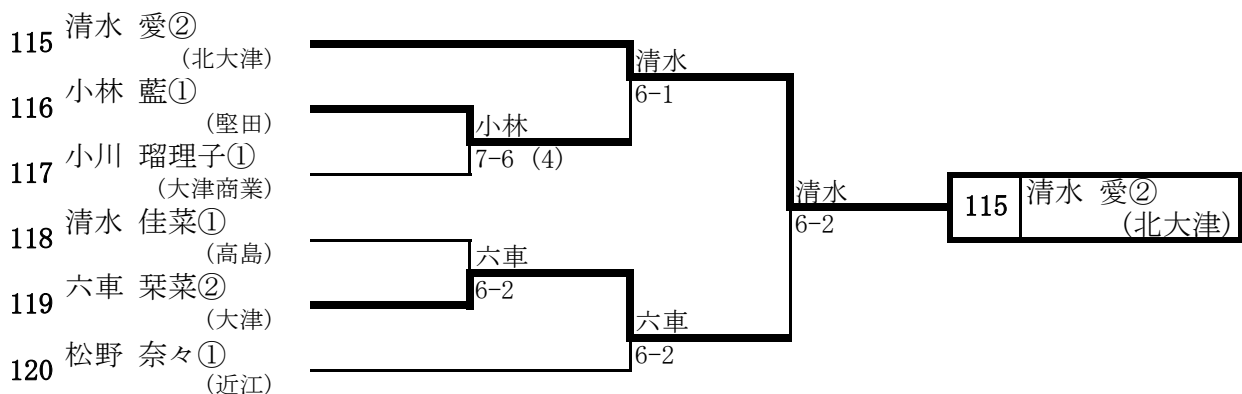 115 清水 愛②
(北大津)
116 小林 藍①
(堅田)
117 小川 瑠理子①
(大津商業)
118 清水 佳菜①
(高島)
119 六車 栞菜②
(大津)
120 松野 奈々①
(近江)
小林
7-6 (4)
六車
6-2
清水
6-1
六車
6-2
清水
6-2
115 清水 愛②
(北大津)